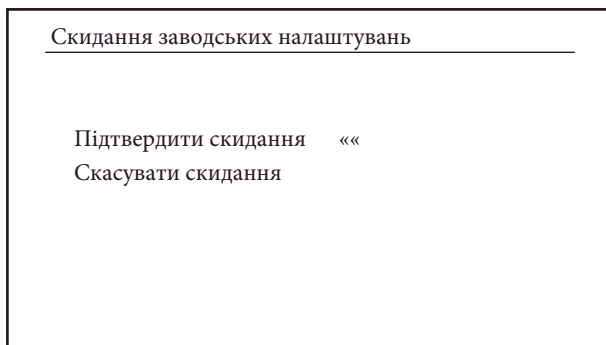 Скидання заводських налаштувань
Підтвердити скидання ««
Скасувати скидання